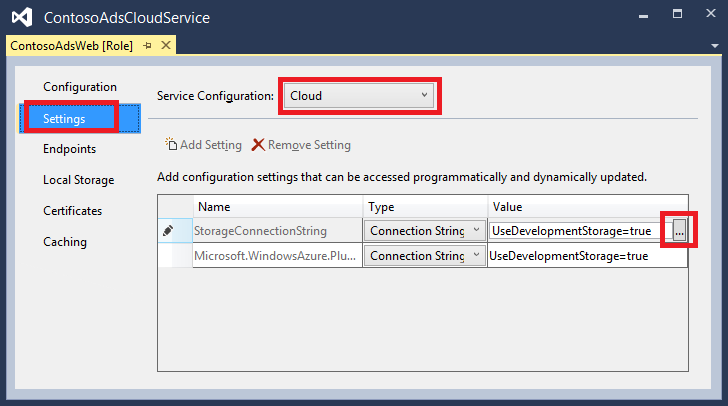 ContosoAdsCloudService
ContosoAdsWeb [Role]
Configuration
Settings
Endpoints
Local Storage
Certificates
Caching
Service Configuration: Cloud
Add Setting Remove Setting
Add configuration settings that can be accessed programmatically and dynamically updated.
Name Type Value
StorageConnectionString Connection String UseDevelopmentStorage=true ...
Microsoft.WindowsAzure.Plu... Connection String UseDevelopmentStorage=true